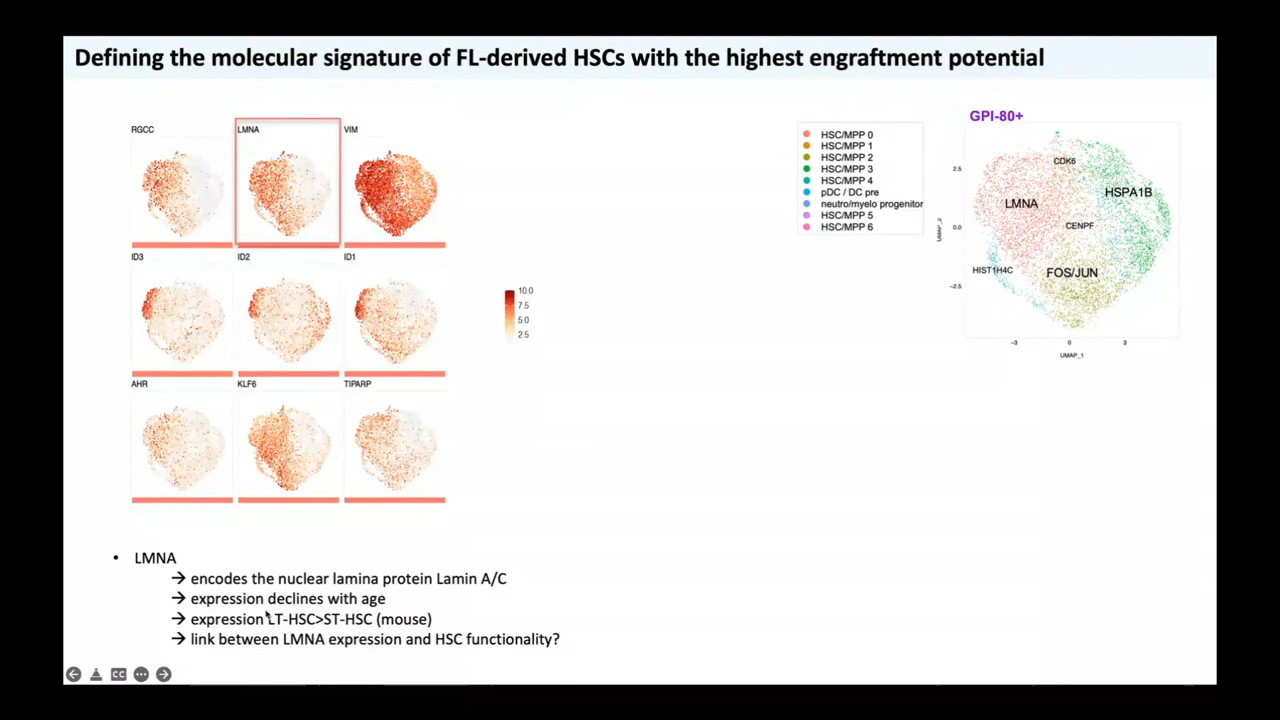 Defining the molecular signature of FL-derived HSCs with the highest engraftment potential
RGCC
LMNA
VIM
ID3
ID2
ID1
AHR
KLF6
TIPARP
10.0
7.5
5.0
2.5
HSC/MPP 0
HSC/MPP 1
HSC/MPP 2
HSC/MPP 3
HSC/MPP 4
pDC / DC pre
neutro/myelo progenitor
HSC/MPP 5
HSC/MPP 6
GPI-80+
CDK6
HSPA1B
LMNA
CENPF
HIST1H4C
FOS/JUN
2.5
0.0
−2.5
UMAP_2
−3
0
3
UMAP_1
• LMNA
→ encodes the nuclear lamina protein Lamin A/C
→ expression declines with age
→ expression LT-HSC>ST-HSC (mouse)
→ link between LMNA expression and HSC functionality?
CC